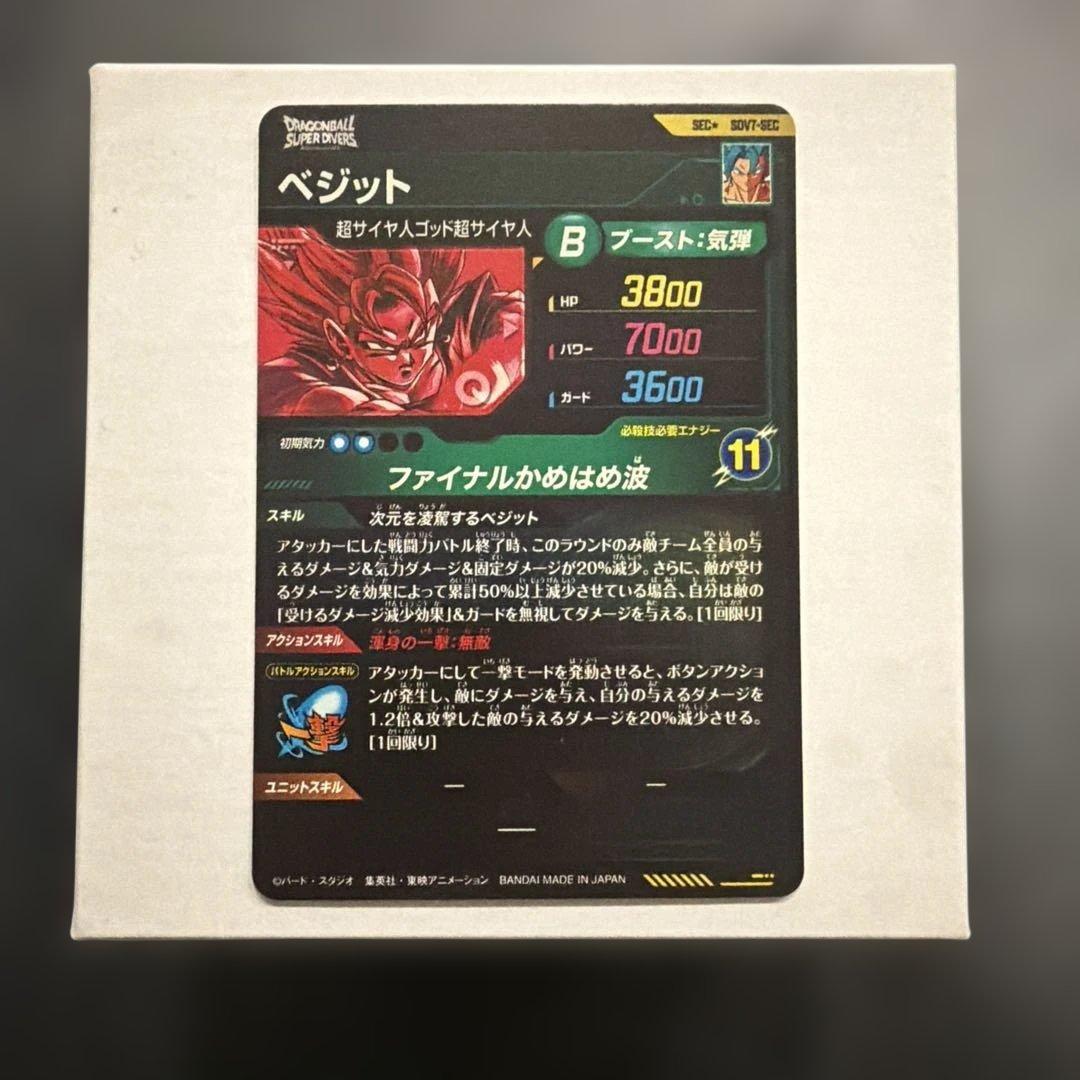 DRAGONBALL
SUPER DIVERS
SEC★ SDV7-SEC
ベジット
超サイヤ人ゴッド超サイヤ人
B ブースト:気弾
HP 3800
パワー 7000
ガード 3600
初期気力
必殺技必要エナジー
11
ファイナルかめはめ波
は
スキル 次元を凌駕するベジット
アタッカーにした戦闘力バトル終了時、このラウンドのみ敵チーム全員の与
えるダメージ&気力ダメージ&固定ダメージが20%減少。さらに、敵が受け
るダメージを効果によって累計50%以上減少させている場合、自分は敵の
「受けるダメージ減少効果」&ガードを無視してダメージを与える。[1回限り]
アクションスキル 渾身の一撃:無敵
バトルアクションスキル
アタッカーにして一撃モードを発動させると、ボタンアクショ
ンが発生し、敵にダメージを与え、自分の与えるダメージを
1.2倍&攻撃した敵の与えるダメージを20%減少させる。
[1回限り]
一撃
ユニットスキル — —
—
©バード・スタジオ 集英社・東映アニメーション BANDAI MADE IN JAPAN